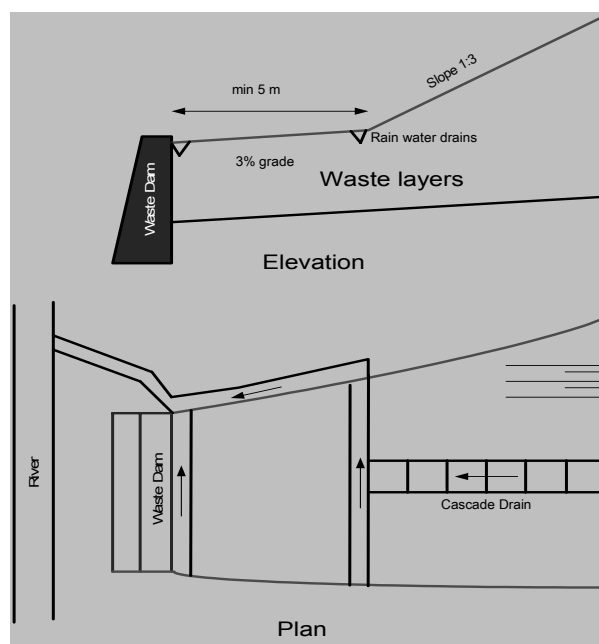 Slope 1:3
min 5 m
Rain water drains
3% grade
Waste layers
Waste Dam
Elevation
River
Waste Dam
Cascade Drain
Plan